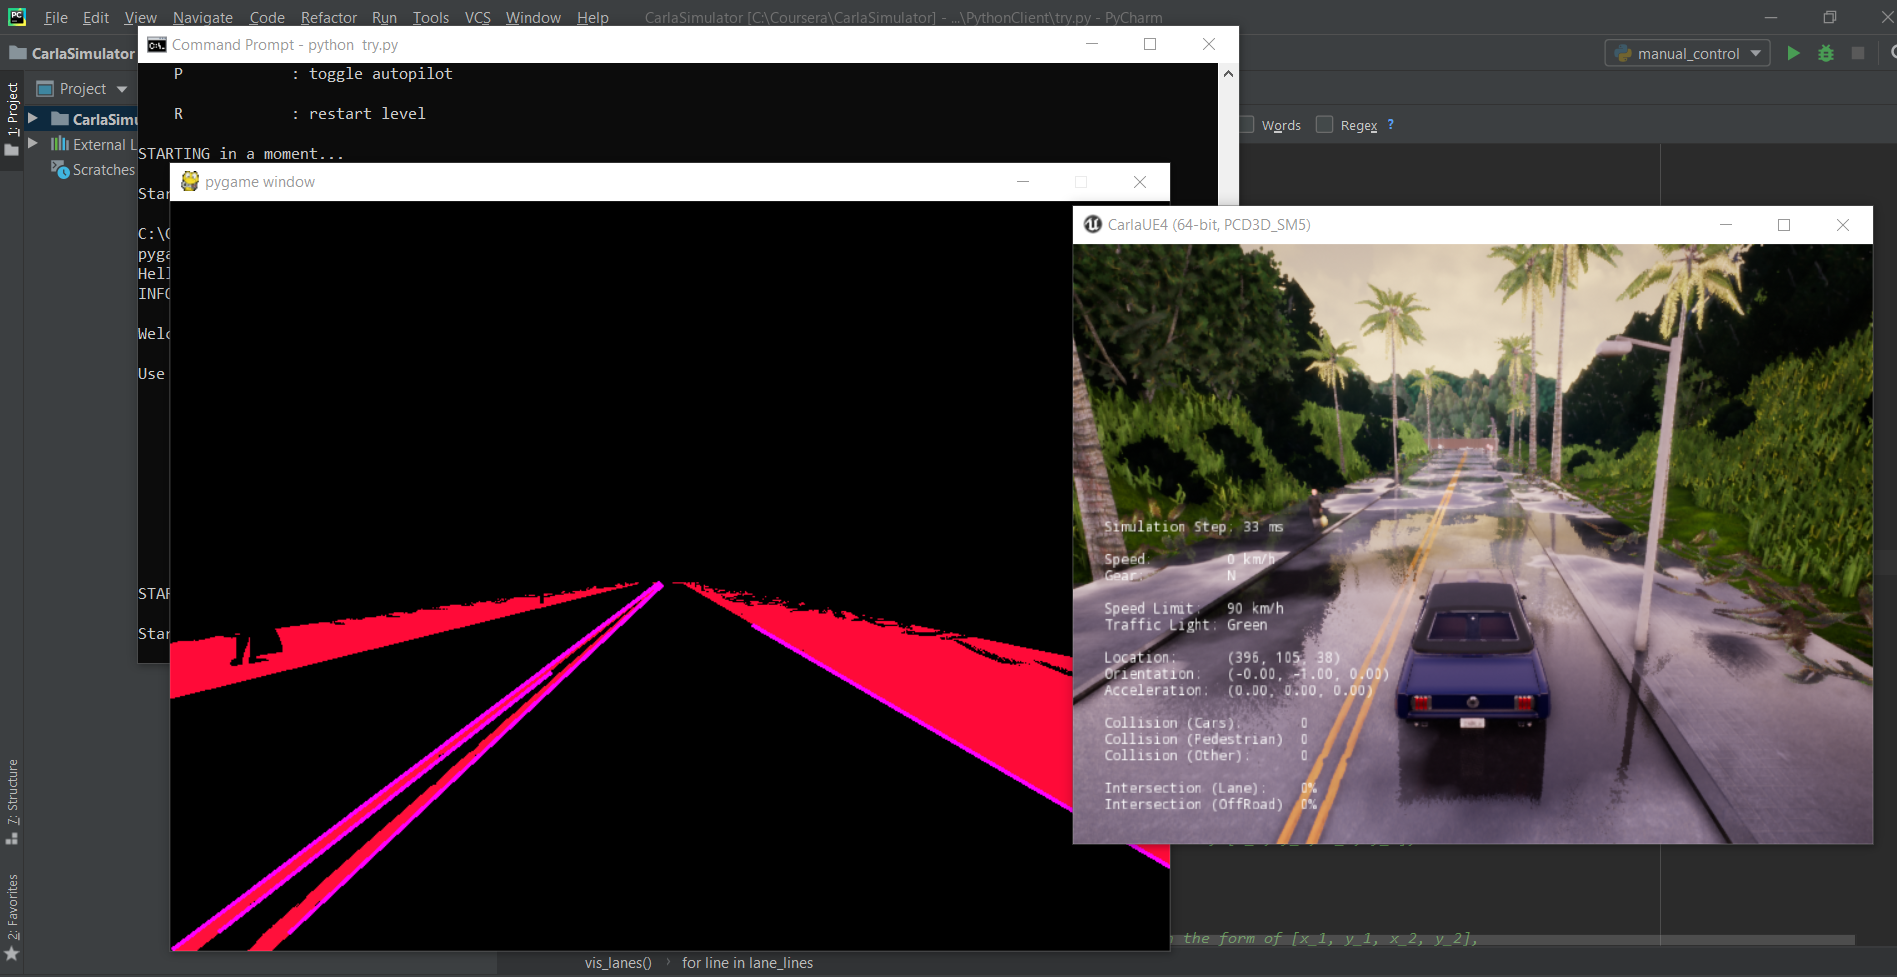 File Edit View Navigate Code Refactor Run Tools VCS Window Help CarlaSimulator [C:\Coursera\CarlaSimulator] - ...\PythonClient\try.py - PyCharm
CarlaSimulator
manual_control
1: Project
Project
CarlaSimu
External L
Scratches
7: Structure
2: Favorites
Words Regex ?
Command Prompt - python try.py
P : toggle autopilot
R : restart level
STARTING in a moment...
Star
C:\
pyga
Hell
INFO
Welc
Use
STAR
Star
pygame window
CarlaUE4 (64-bit, PCD3D_SM5)
Simulation Step: 33 ms
Speed: 0 km/h
Gear: N
Speed Limit: 90 km/h
Traffic Light: Green
Location: (396, 105, 38)
Orientation: (-0.00, -1.00, 0.00)
Acceleration: (0.00, 0.00, 0.00)
Collision (Cars): 0
Collision (Pedestrian) 0
Collision (Other): 0
Intersection (Lane): 0%
Intersection (OffRoad) 0%
the form of [x_1, y_1, x_2, y_2],
vis_lanes() › for line in lane_lines